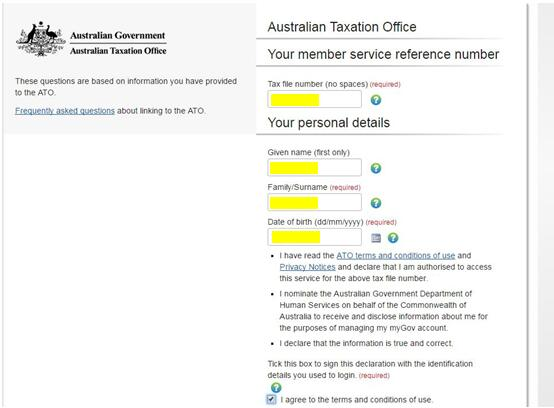 Australian Government
Australian Taxation Office
These questions are based on information you have provided
to the ATO.
Frequently asked questions about linking to the ATO.
Australian Taxation Office
Your member service reference number
Tax file number (no spaces) (required)
Your personal details
Given name (first only)
Family/Surname (required)
Date of birth (dd/mm/yyyy) (required)
• I have read the ATO terms and conditions of use and
Privacy Notices and declare that I am authorised to access
this service for the above tax file number.
• I nominate the Australian Government Department of
Human Services on behalf of the Commonwealth of
Australia to receive and disclose information about me for
the purposes of managing my myGov account.
• I declare that the information is true and correct.
Tick this box to sign this declaration with the identification
details you used to login. (required)
I agree to the terms and conditions of use.